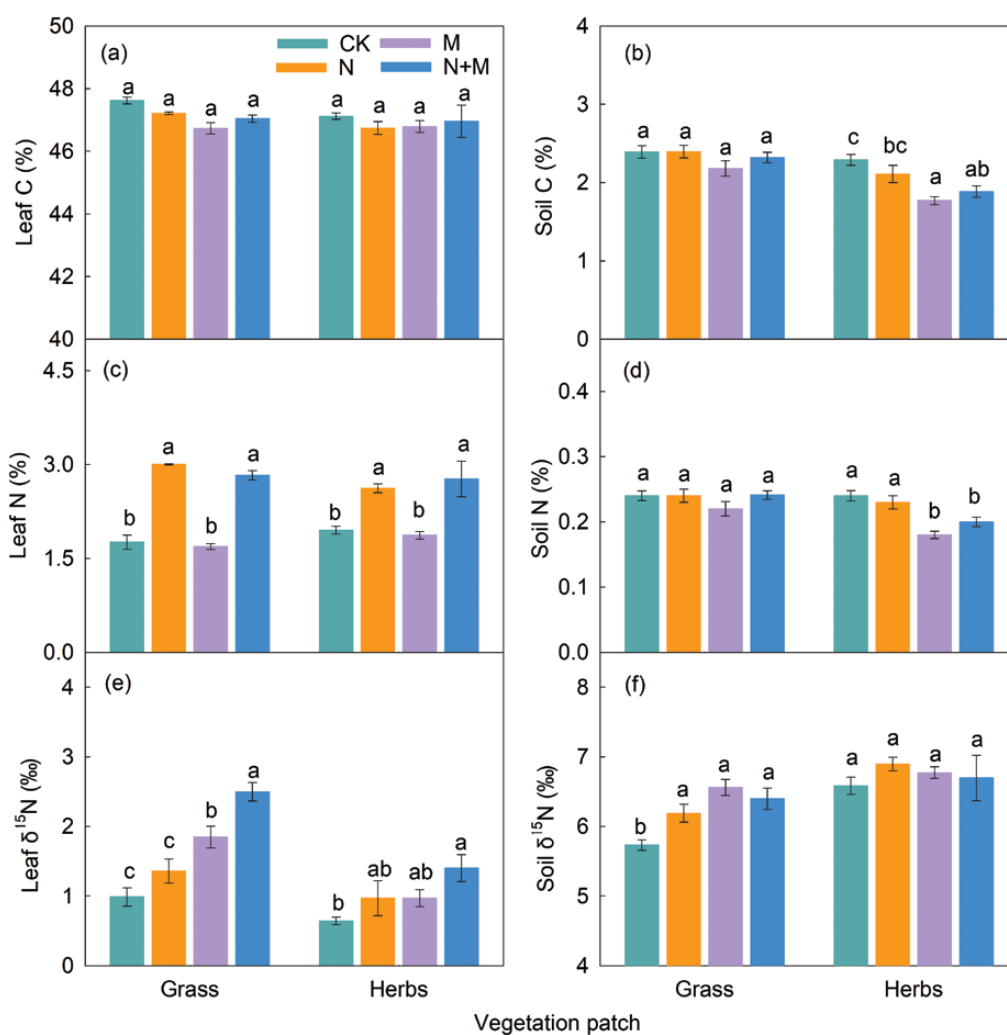 (a)
CK
M
N
N+M
50
48
46
44
42
40
Leaf C (%)
a a a a a a a a
(b)
4
3
2
1
0
Soil C (%)
a a a a c bc a ab
(c)
4.5
3.0
1.5
0.0
Leaf N (%)
b a b a b a b a
(d)
0.4
0.3
0.2
0.1
0.0
Soil N (%)
a a a a a a b b
(e)
4
3
2
1
0
Leaf δ¹⁵N (‰)
c c b a b ab ab a
Grass Herbs
(f)
8
7
6
5
4
Soil δ¹⁵N (‰)
b a a a a a a a
Grass Herbs
Vegetation patch